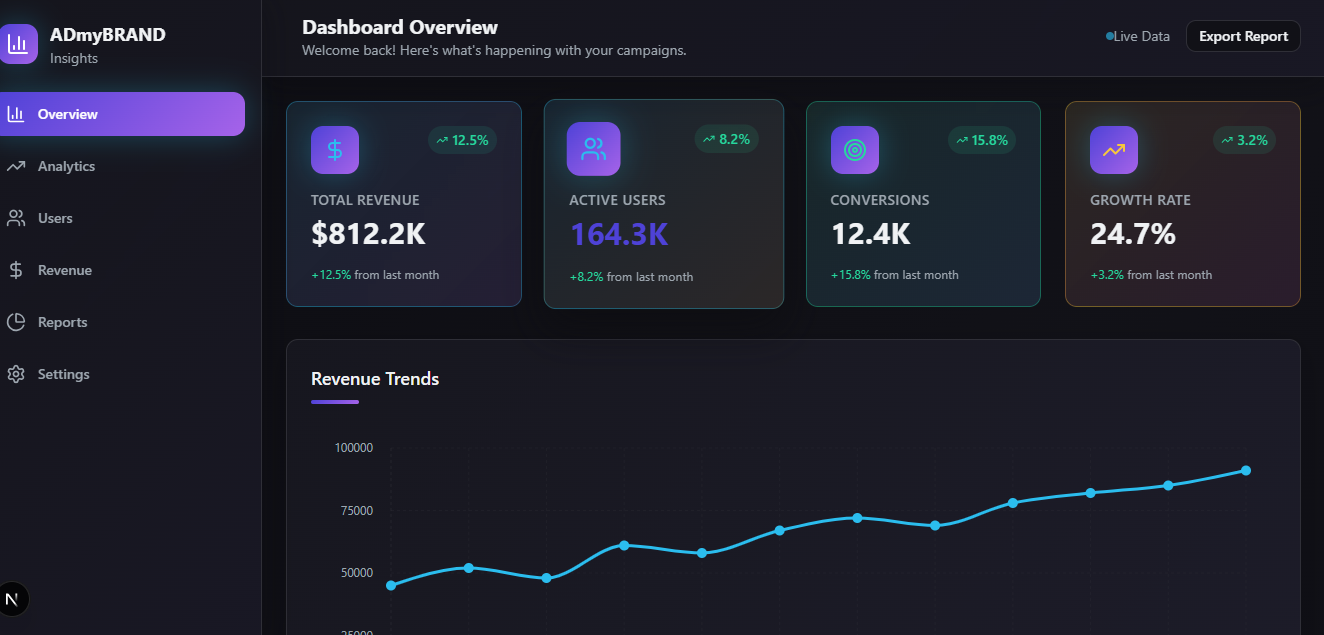 ADmyBRAND
Insights
Overview
Analytics
Users
Revenue
Reports
Settings
N
Dashboard Overview
Welcome back! Here's what's happening with your campaigns.
Live Data
Export Report
12.5%
TOTAL REVENUE
$812.2K
+12.5% from last month
8.2%
ACTIVE USERS
164.3K
+8.2% from last month
15.8%
CONVERSIONS
12.4K
+15.8% from last month
3.2%
GROWTH RATE
24.7%
+3.2% from last month
Revenue Trends
100000
75000
50000
25000